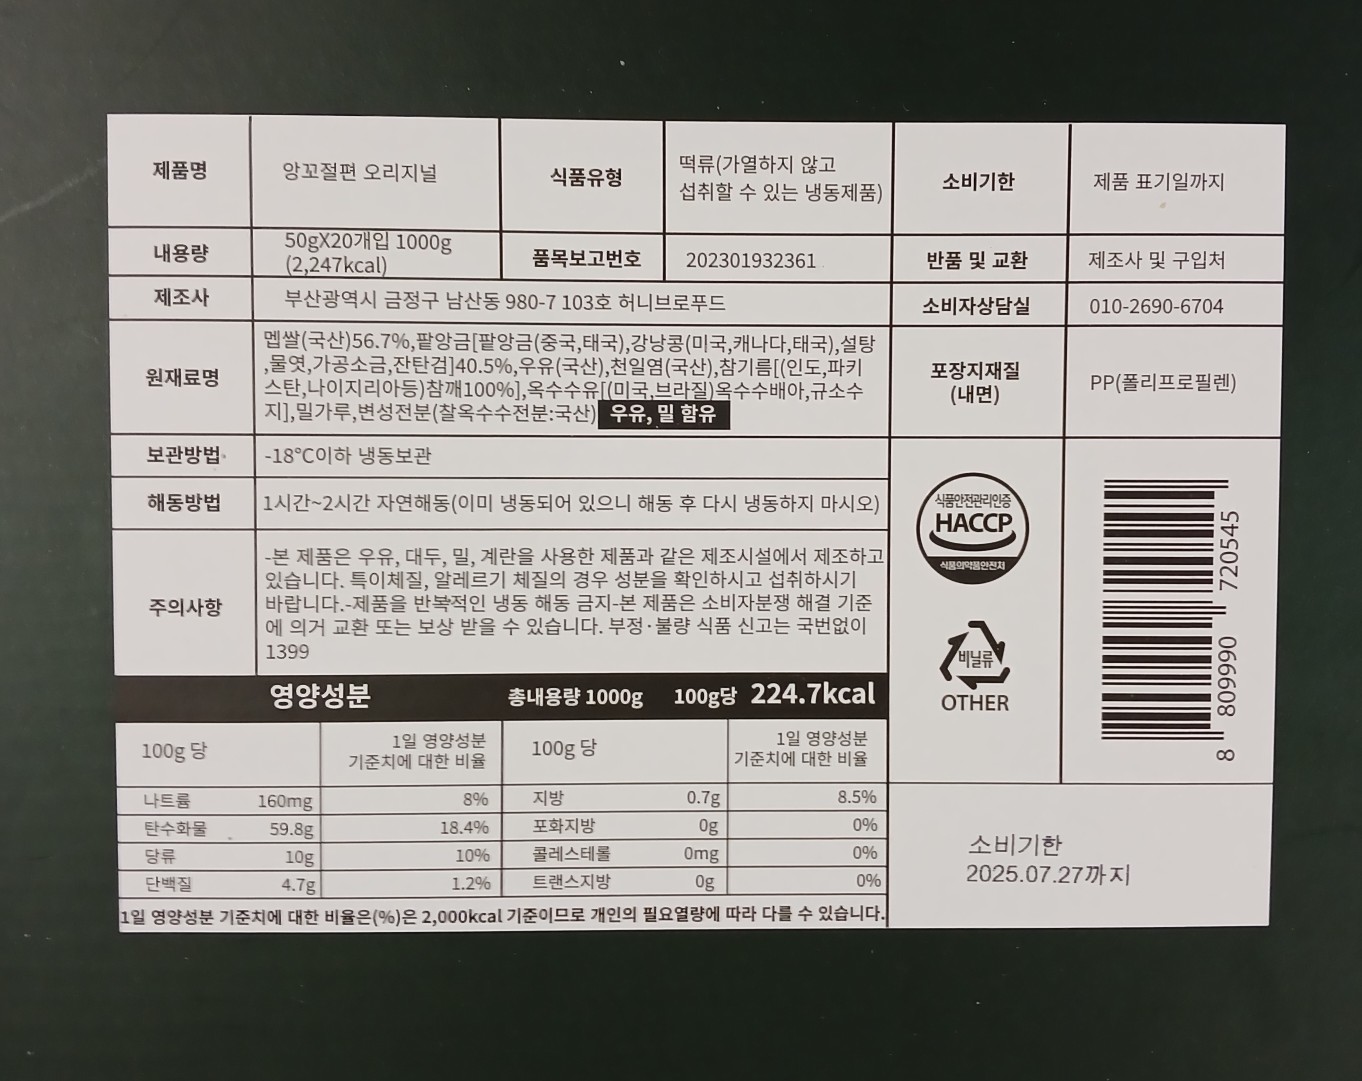 제품명
앙꼬절편 오리지널
식품유형
떡류(가열하지 않고
섭취할 수 있는 냉동제품)
소비기한
제품 표기일까지
내용량
50gX20개입 1000g
(2,247kcal)
품목보고번호
202301932361
반품 및 교환
제조사 및 구입처
제조사
부산광역시 금정구 남산동 980-7 103호 허니브로푸드
소비자상담실
010-2690-6704
원재료명
멥쌀(국산)56.7%,팥앙금[팥앙금(중국,태국),강낭콩(미국,캐나다,태국),설탕
,물엿,가공소금,잔탄검]40.5%,우유(국산),천일염(국산),참기름[(인도,파키
스탄,나이지리아등)참깨100%],옥수수유[(미국,브라질)옥수수배아,규소수
지],밀가루,변성전분(찰옥수수전분:국산) 우유, 밀 함유
포장지재질
(내면)
PP(폴리프로필렌)
보관방법
-18℃이하 냉동보관
해동방법
1시간~2시간 자연해동(이미 냉동되어 있으니 해동 후 다시 냉동하지 마시오)
주의사항
-본 제품은 우유, 대두, 밀, 계란을 사용한 제품과 같은 제조시설에서 제조하고
있습니다. 특이체질, 알레르기 체질의 경우 성분을 확인하시고 섭취하시기
바랍니다.-제품을 반복적인 냉동 해동 금지-본 제품은 소비자분쟁 해결 기준
에 의거 교환 또는 보상 받을 수 있습니다. 부정·불량 식품 신고는 국번없이
1399
식품안전관리인증
HACCP
식품의약품안전처
비닐류
OTHER
8 809990 720545
영양성분 총내용량 1000g 100g당 224.7kcal
100g 당
1일 영양성분
기준치에 대한 비율
100g 당
1일 영양성분
기준치에 대한 비율
나트륨 160mg 8% 지방 0.7g 8.5%
탄수화물 59.8g 18.4% 포화지방 0g 0%
당류 10g 10% 콜레스테롤 0mg 0%
단백질 4.7g 1.2% 트랜스지방 0g 0%
1일 영양성분 기준치에 대한 비율은(%)은 2,000kcal 기준이므로 개인의 필요열량에 따라 다를 수 있습니다.
소비기한
2025.07.27까지